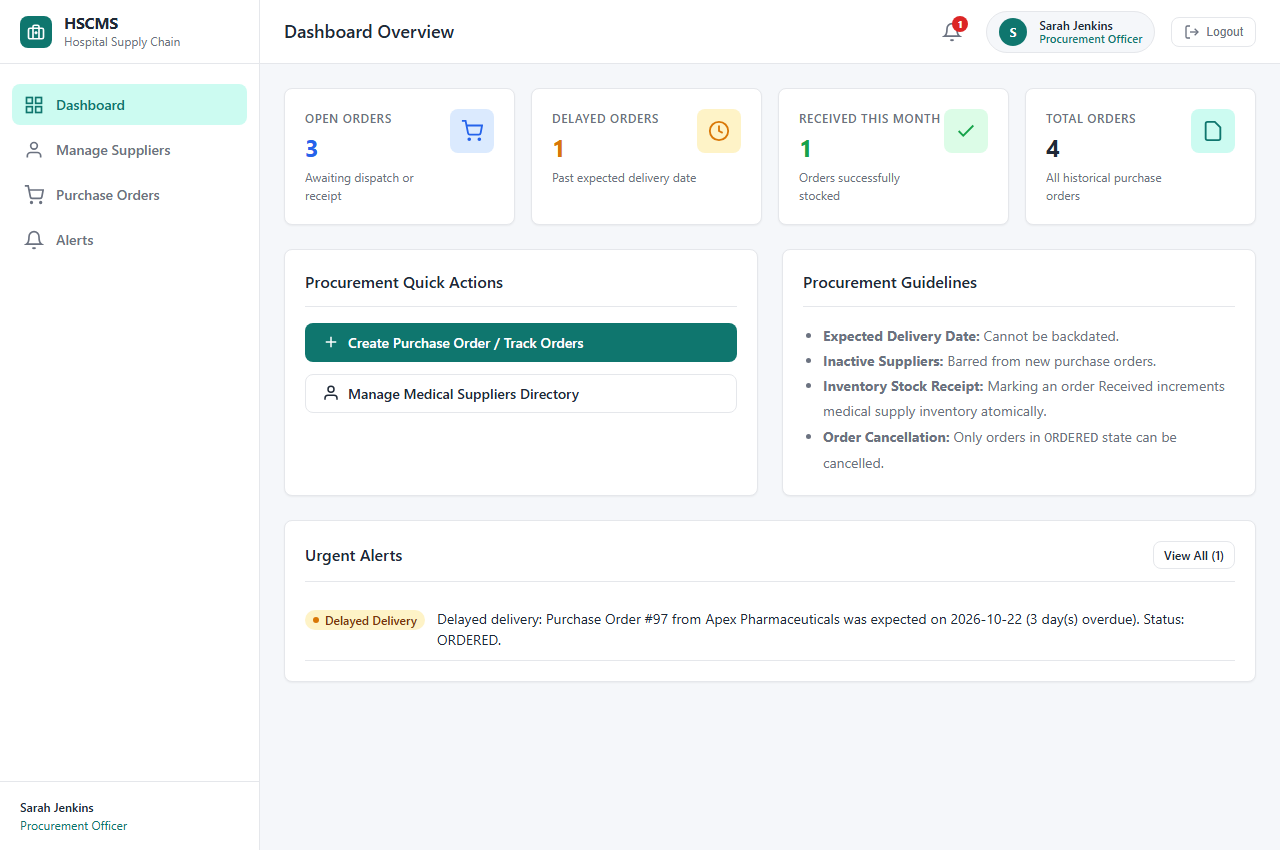 HSCMS
Hospital Supply Chain
Dashboard
Manage Suppliers
Purchase Orders
Alerts
Sarah Jenkins
Procurement Officer
Dashboard Overview
1
S
Sarah Jenkins
Procurement Officer
Logout
OPEN ORDERS
3
Awaiting dispatch or
receipt
DELAYED ORDERS
1
Past expected delivery date
RECEIVED THIS MONTH
1
Orders successfully
stocked
TOTAL ORDERS
4
All historical purchase
orders
Procurement Quick Actions
Create Purchase Order / Track Orders
Manage Medical Suppliers Directory
Procurement Guidelines
• Expected Delivery Date: Cannot be backdated.
• Inactive Suppliers: Barred from new purchase orders.
• Inventory Stock Receipt: Marking an order Received increments
medical supply inventory atomically.
• Order Cancellation: Only orders in ORDERED state can be
cancelled.
Urgent Alerts
View All (1)
Delayed Delivery
Delayed delivery: Purchase Order #97 from Apex Pharmaceuticals was expected on 2026-10-22 (3 day(s) overdue). Status:
ORDERED.